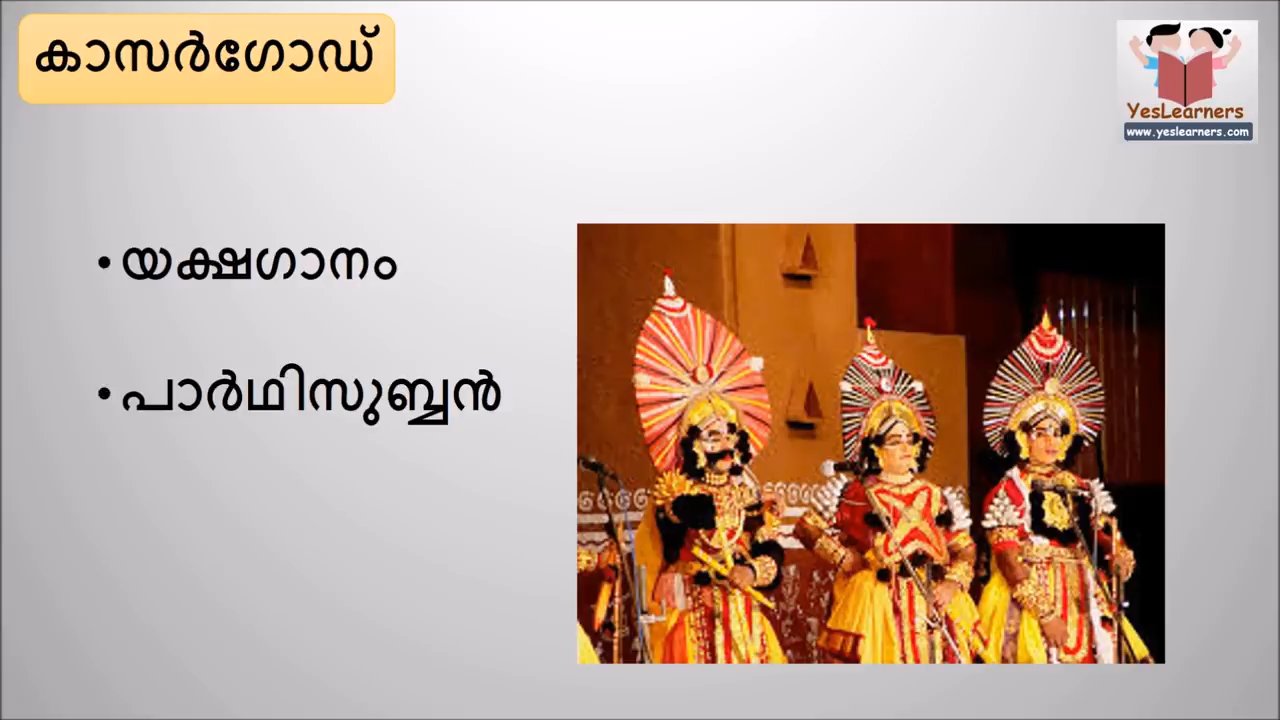 കാസർഗോഡ്
YesLearners
www.yeslearners.com
• യക്ഷഗാനം
• പാർഥിസുബ്ബൻ